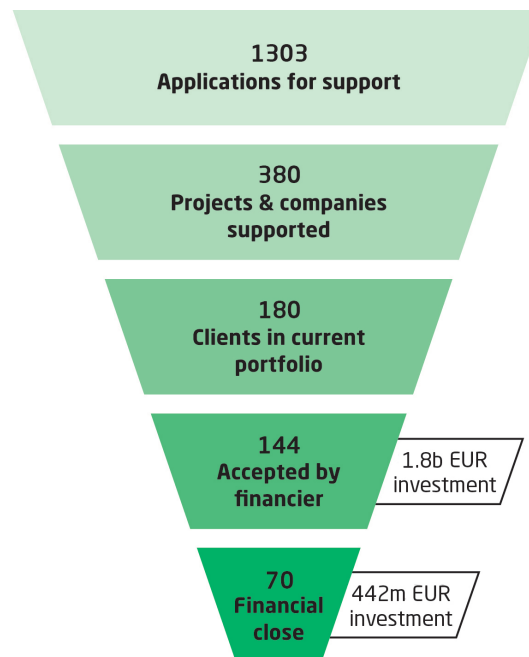 1303
Applications for support
380
Projects & companies
supported
180
Clients in current
portfolio
144
Accepted by
financier
1.8b EUR
investment
70
Financial
close
442m EUR
investment